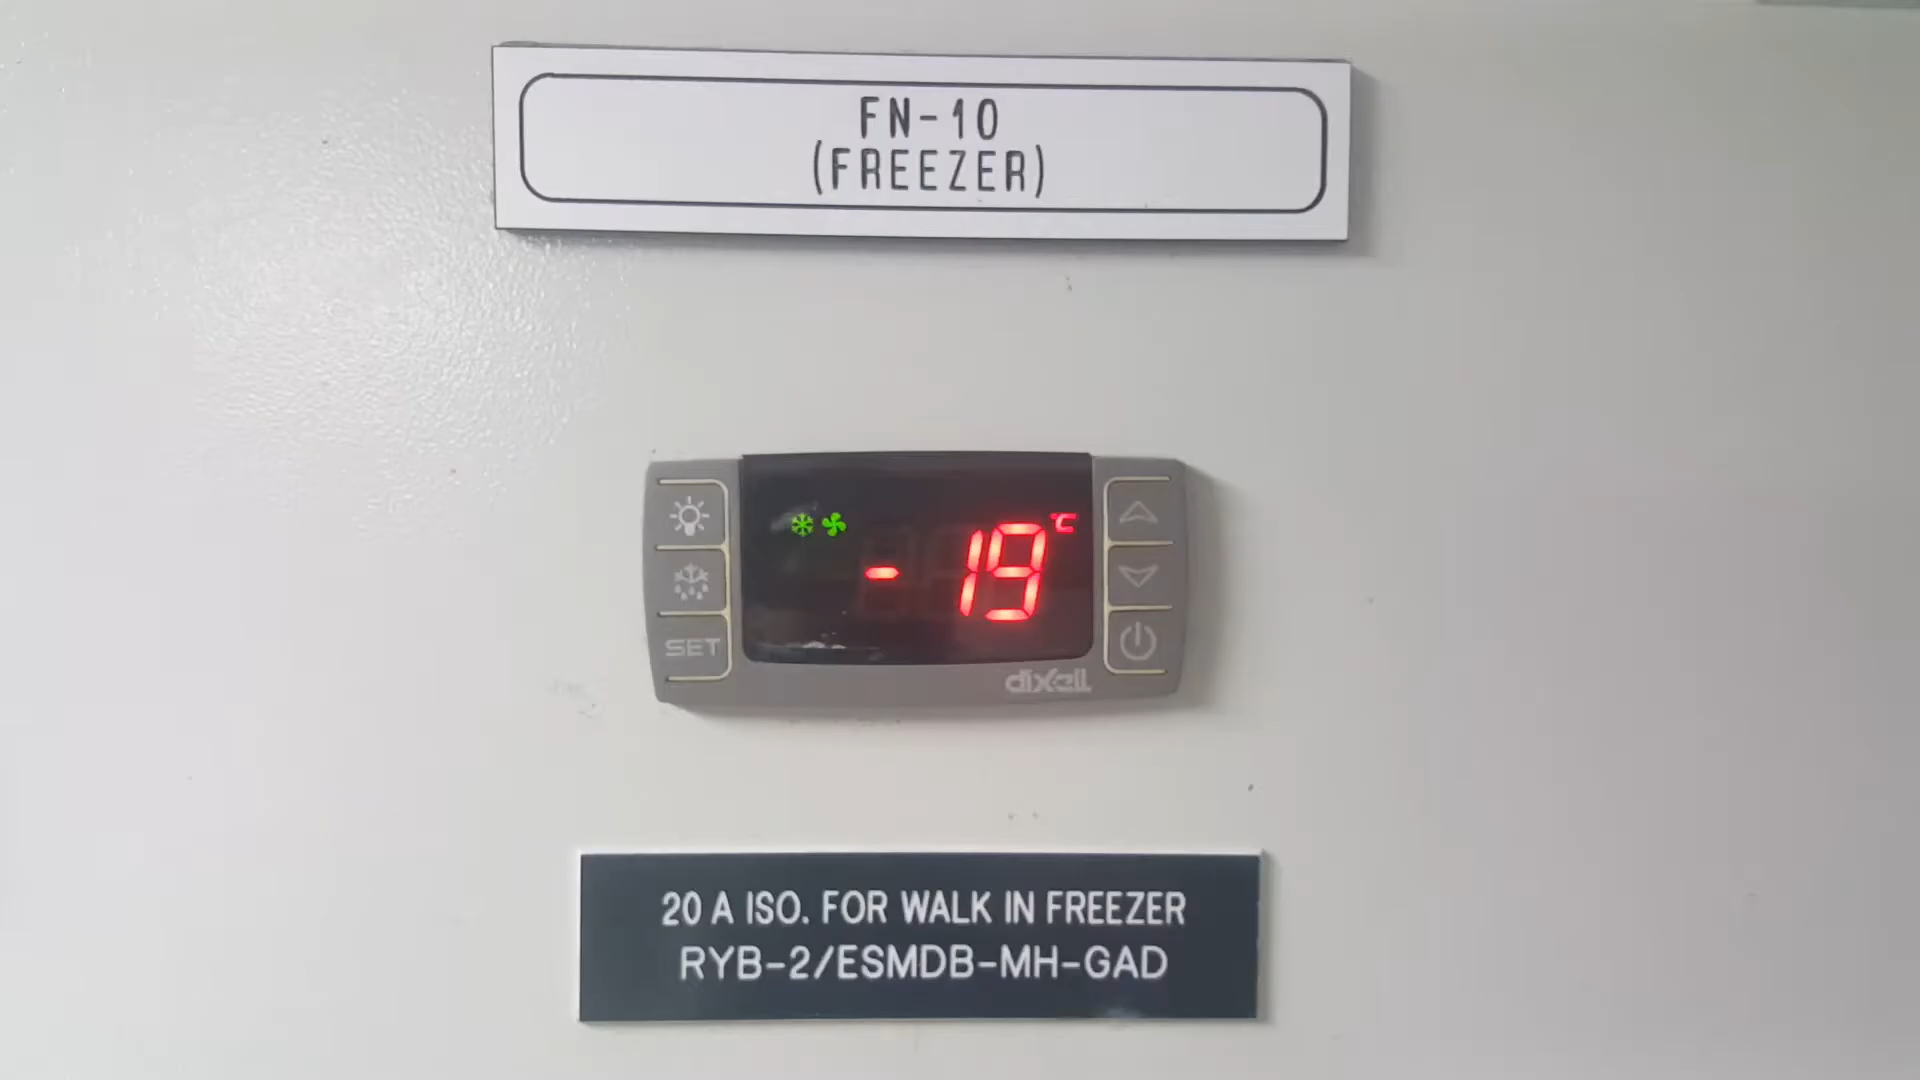 FN-10
(FREEZER)
- 19 °C
SET
dixell
20 A ISO. FOR WALK IN FREEZER
RYB-2/ESMDB-MH-GAD